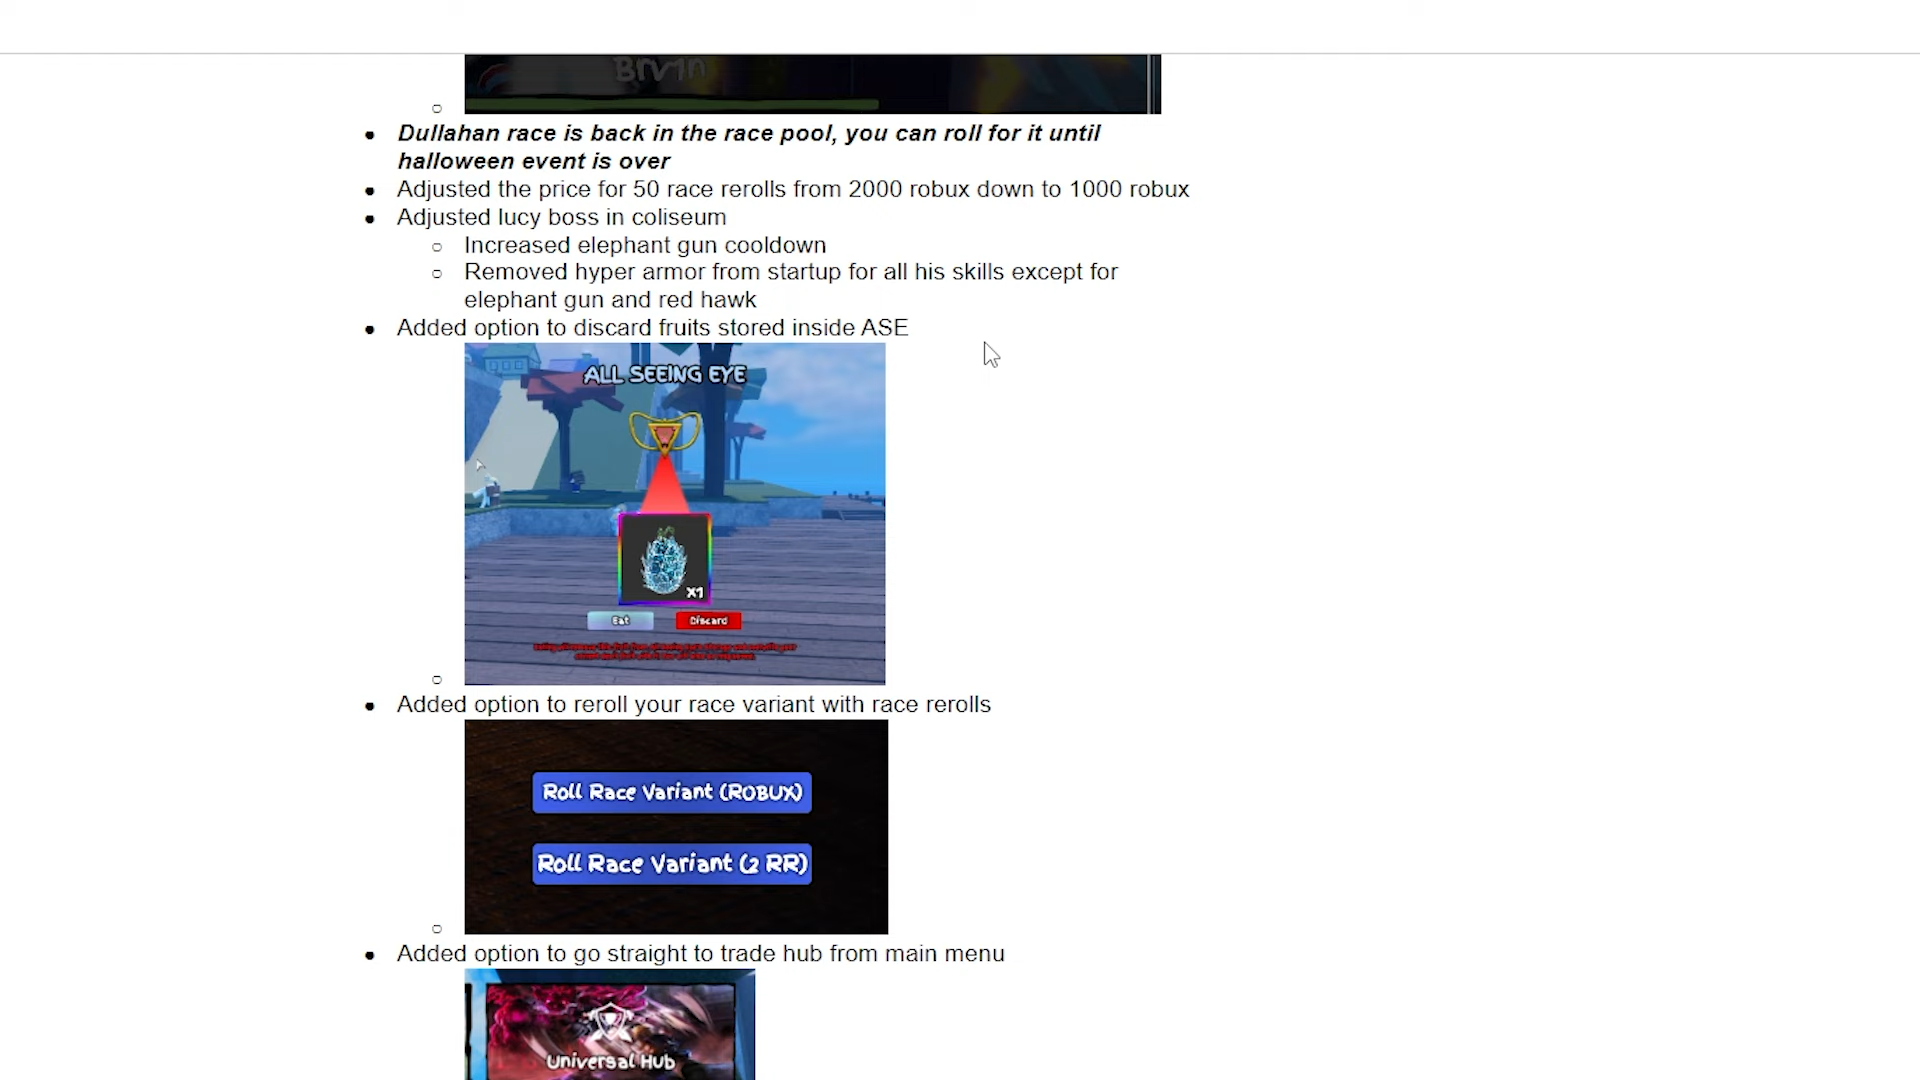 Dullahan race is back in the race pool, you can roll for it until
halloween event is over
Adjusted the price for 50 race rerolls from 2000 robux down to 1000 robux
Adjusted lucy boss in coliseum
Increased elephant gun cooldown
Removed hyper armor from startup for all his skills except for
elephant gun and red hawk
Added option to discard fruits stored inside ASE
ALL SEEING EYE
X1
Eat
Discard
Added option to reroll your race variant with race rerolls
Roll Race Variant (ROBUX)
Roll Race Variant (2 RR)
Added option to go straight to trade hub from main menu
Universal Hub